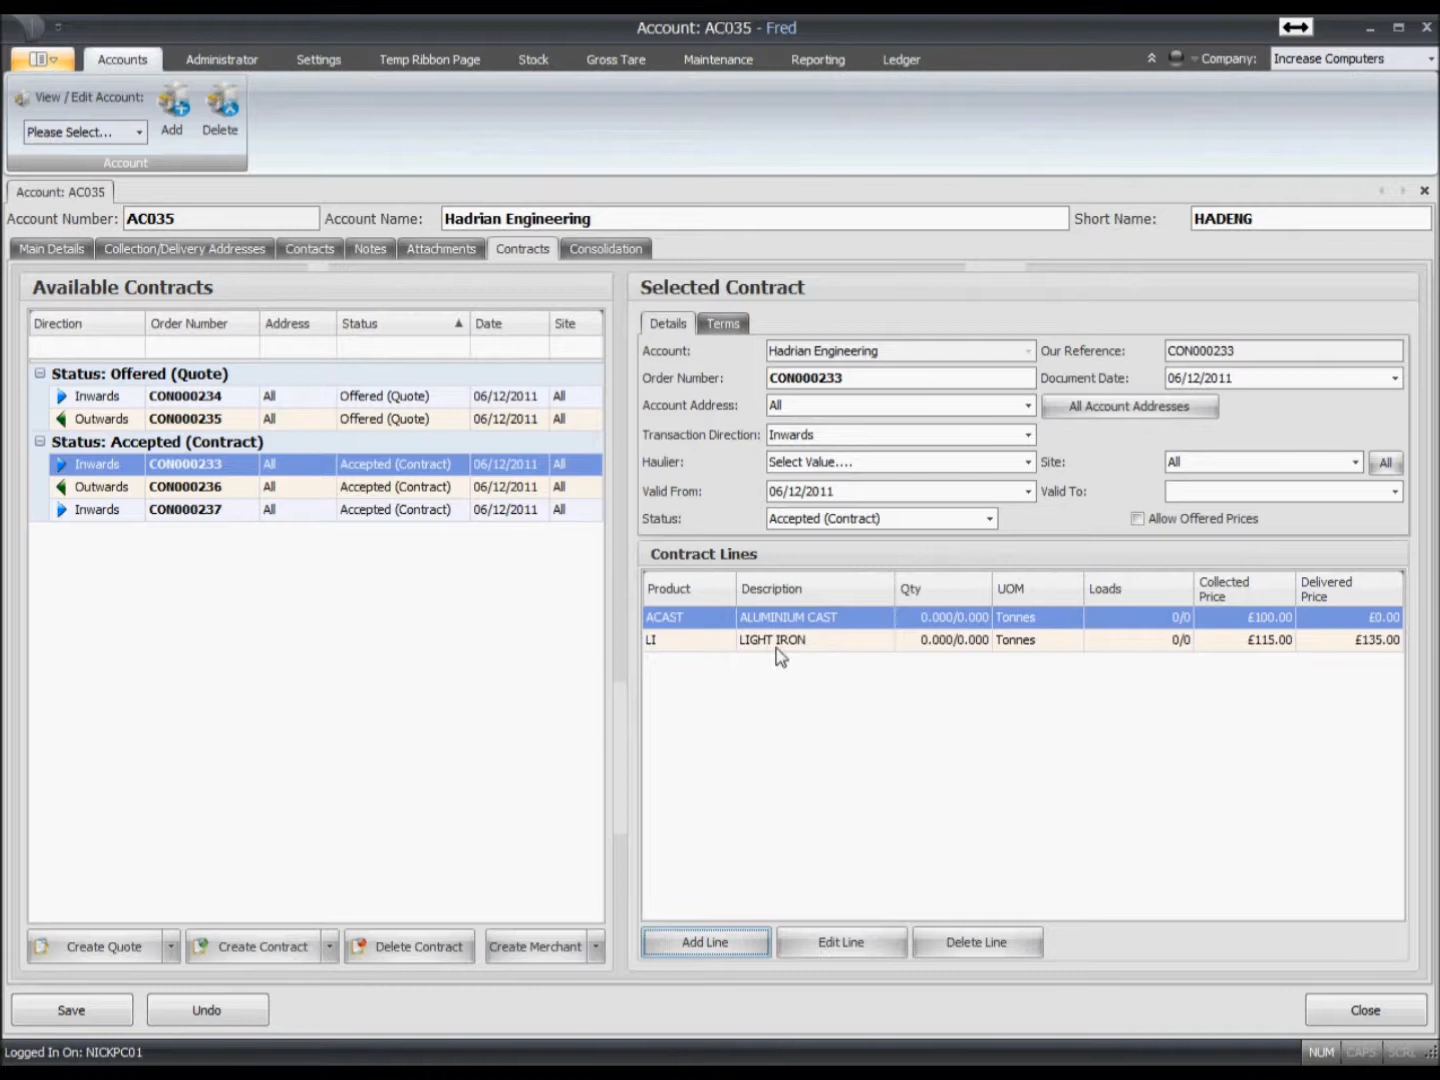 Account: AC035 - Fred
Accounts Administrator Settings Temp Ribbon Page Stock Gross Tare Maintenance Reporting Ledger Company: Increase Computers
View / Edit Account:
Please Select... Add Delete
Account
Account: AC035
Account Number: AC035 Account Name: Hadrian Engineering Short Name: HADENG
Main Details Collection/Delivery Addresses Contacts Notes Attachments Contracts Consolidation
Available Contracts
Direction Order Number Address Status Date Site
Status: Offered (Quote)
Inwards CON000234 All Offered (Quote) 06/12/2011 All
Outwards CON000235 All Offered (Quote) 06/12/2011 All
Status: Accepted (Contract)
Inwards CON000233 All Accepted (Contract) 06/12/2011 All
Outwards CON000236 All Accepted (Contract) 06/12/2011 All
Inwards CON000237 All Accepted (Contract) 06/12/2011 All
Create Quote Create Contract Delete Contract Create Merchant
Selected Contract
Details Terms
Account: Hadrian Engineering Our Reference: CON000233
Order Number: CON000233 Document Date: 06/12/2011
Account Address: All All Account Addresses
Transaction Direction: Inwards
Haulier: Select Value.... Site: All All
Valid From: 06/12/2011 Valid To:
Status: Accepted (Contract) Allow Offered Prices
Contract Lines
Product Description Qty UOM Loads Collected Price Delivered Price
ACAST ALUMINIUM CAST 0.000/0.000 Tonnes 0/0 £100.00 £0.00
LI LIGHT IRON 0.000/0.000 Tonnes 0/0 £115.00 £135.00
Add Line Edit Line Delete Line
Save Undo Close
Logged In On: NICKPC01 NUM CAPS SCRL